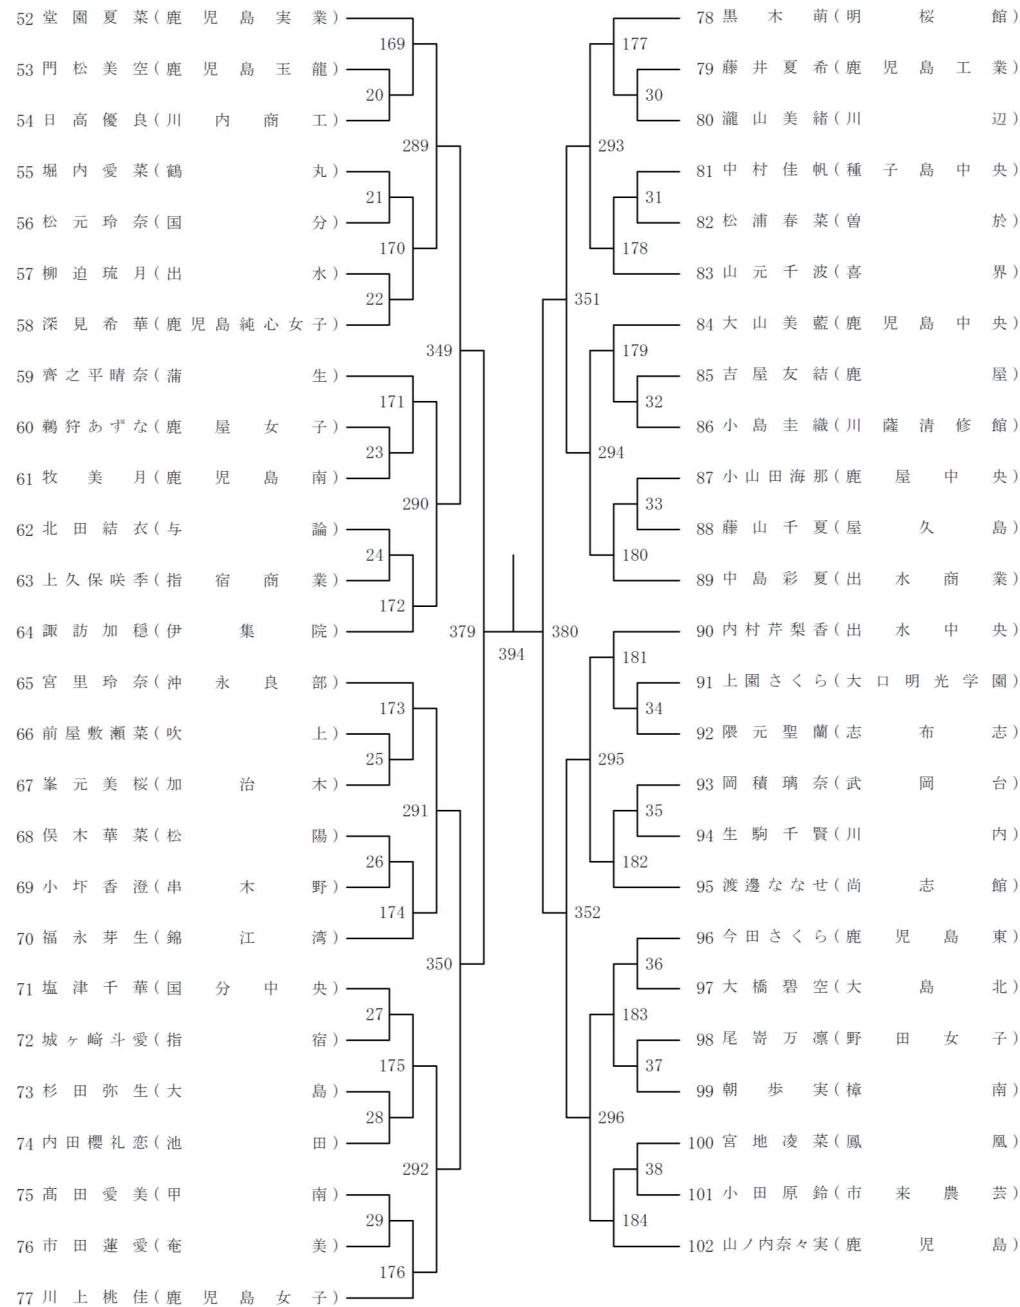 52 堂園夏菜(鹿児島実業)
169
53 門松美空(鹿児島玉龍)
20
54 日高優良(川内商工)
289
55 堀内愛菜(鶴丸)
21
56 松元玲奈(国分)
170
57 柳迫琉月(出水)
22
58 深見希華(鹿児島純心女子)
349
59 齊之平晴奈(蒲生)
171
60 鵜狩あずな(鹿屋女子)
23
61 牧美月(鹿児島南)
290
62 北田結衣(与論)
24
63 上久保咲季(指宿商業)
172
64 諏訪加穏(伊集院)
379
65 宮里玲奈(沖永良部)
173
66 前屋敷瀬菜(吹上)
25
67 峯元美桜(加治木)
291
68 俣木華菜(松陽)
26
69 小圷香澄(串木野)
174
70 福永芽生(錦江湾)
350
71 塩津千華(国分中央)
27
72 城ヶ﨑斗愛(指宿)
175
73 杉田弥生(大島)
28
74 内田櫻礼恋(池田)
292
75 髙田愛美(甲南)
29
76 市田蓮愛(奄美)
176
77 川上桃佳(鹿児島女子)
394
78 黒木萌(明桜館)
177
79 藤井夏希(鹿児島工業)
30
80 瀧山美緒(川辺)
293
81 中村佳帆(種子島中央)
31
82 松浦春菜(曽於)
178
83 山元千波(喜界)
351
84 大山美藍(鹿児島中央)
179
85 吉屋友結(鹿屋)
32
86 小島圭織(川薩清修館)
294
87 小山田海那(鹿屋中央)
33
88 藤山千夏(屋久島)
180
89 中島彩夏(出水商業)
380
90 内村芹梨香(出水中央)
181
91 上園さくら(大口明光学園)
34
92 隈元聖蘭(志布志)
295
93 岡積璃奈(武岡台)
35
94 生駒千賢(川内)
182
95 渡邊ななせ(尚志館)
352
96 今田さくら(鹿児島東)
36
97 大橋碧空(大島北)
183
98 尾嵜万凛(野田女子)
37
99 朝歩実(樟南)
296
100 宮地凌菜(鳳凰)
38
101 小田原鈴(市来農芸)
184
102 山ノ内奈々実(鹿児島)